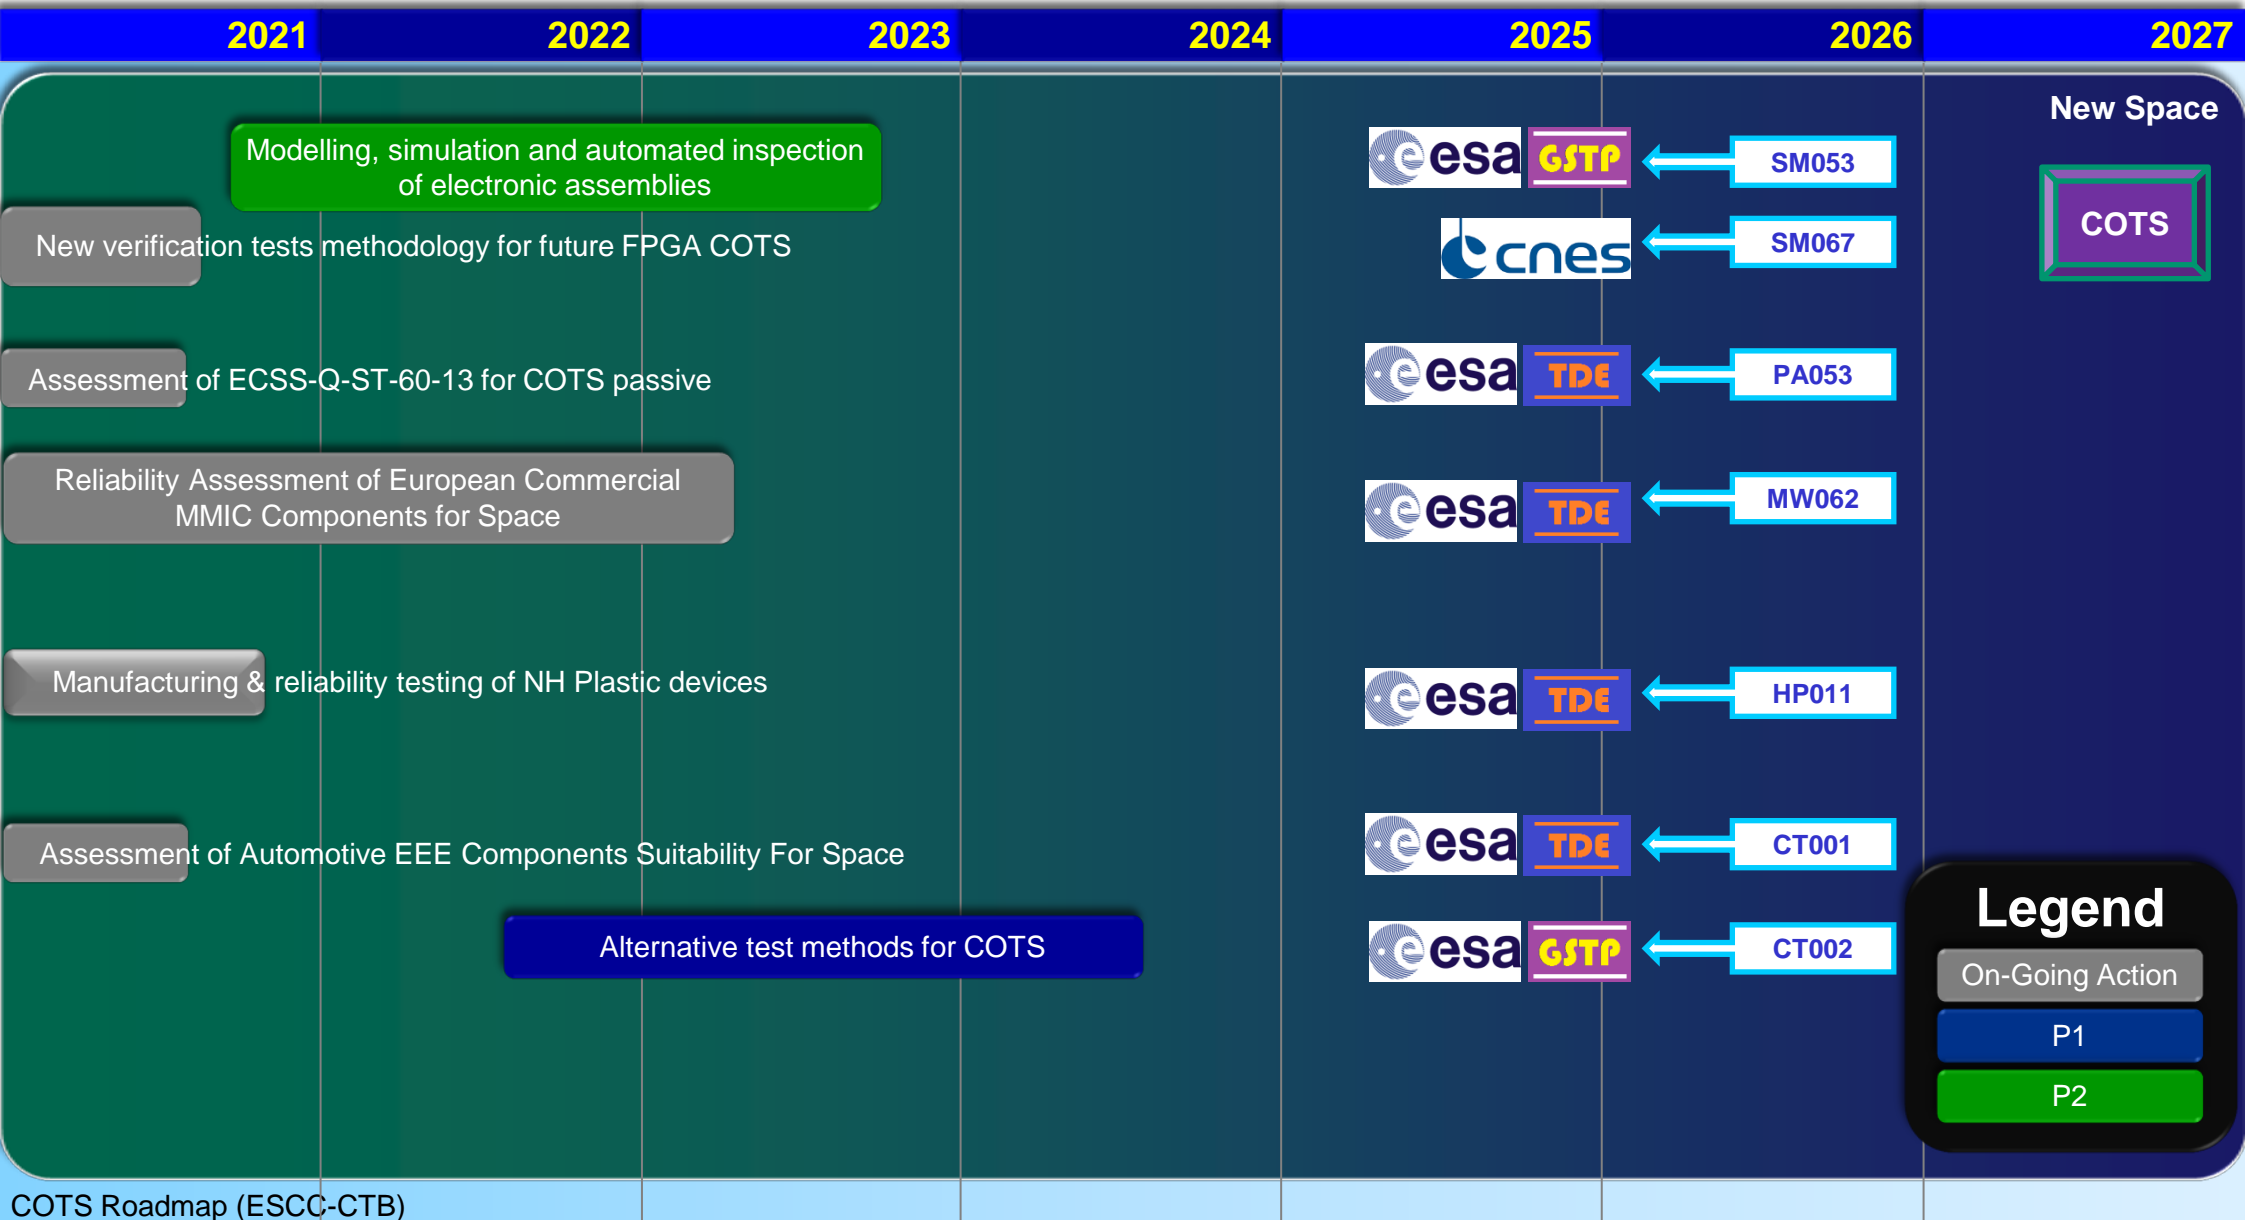 2021 2022 2023 2024 2025 2026 2027
New Space
COTS
Modelling, simulation and automated inspection
of electronic assemblies
esa GSTP SM053
New verification tests methodology for future FPGA COTS
cnes SM067
Assessment of ECSS-Q-ST-60-13 for COTS passive
esa TDE PA053
Reliability Assessment of European Commercial
MMIC Components for Space
esa TDE MW062
Manufacturing & reliability testing of NH Plastic devices
esa TDE HP011
Assessment of Automotive EEE Components Suitability For Space
esa TDE CT001
Alternative test methods for COTS
esa GSTP CT002
Legend
On-Going Action
P1
P2
COTS Roadmap (ESCC-CTB)